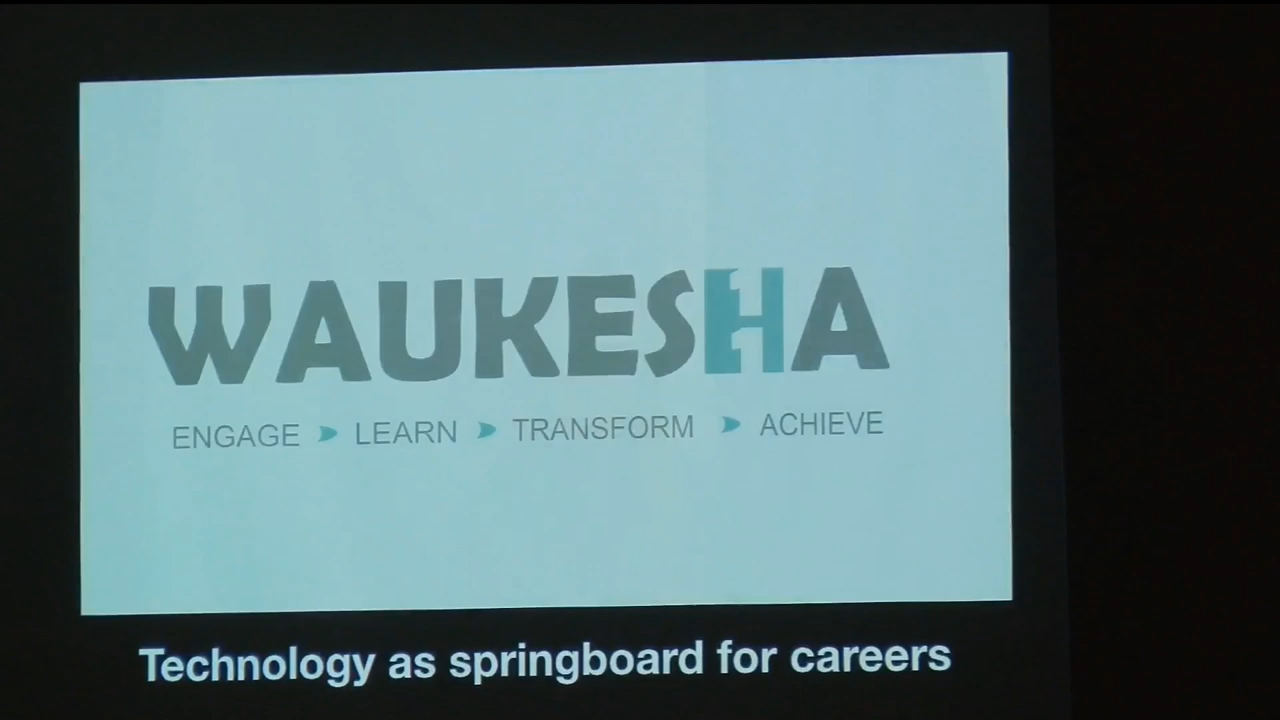 WAUKESHA
ENGAGE LEARN TRANSFORM ACHIEVE
Technology as springboard for careers